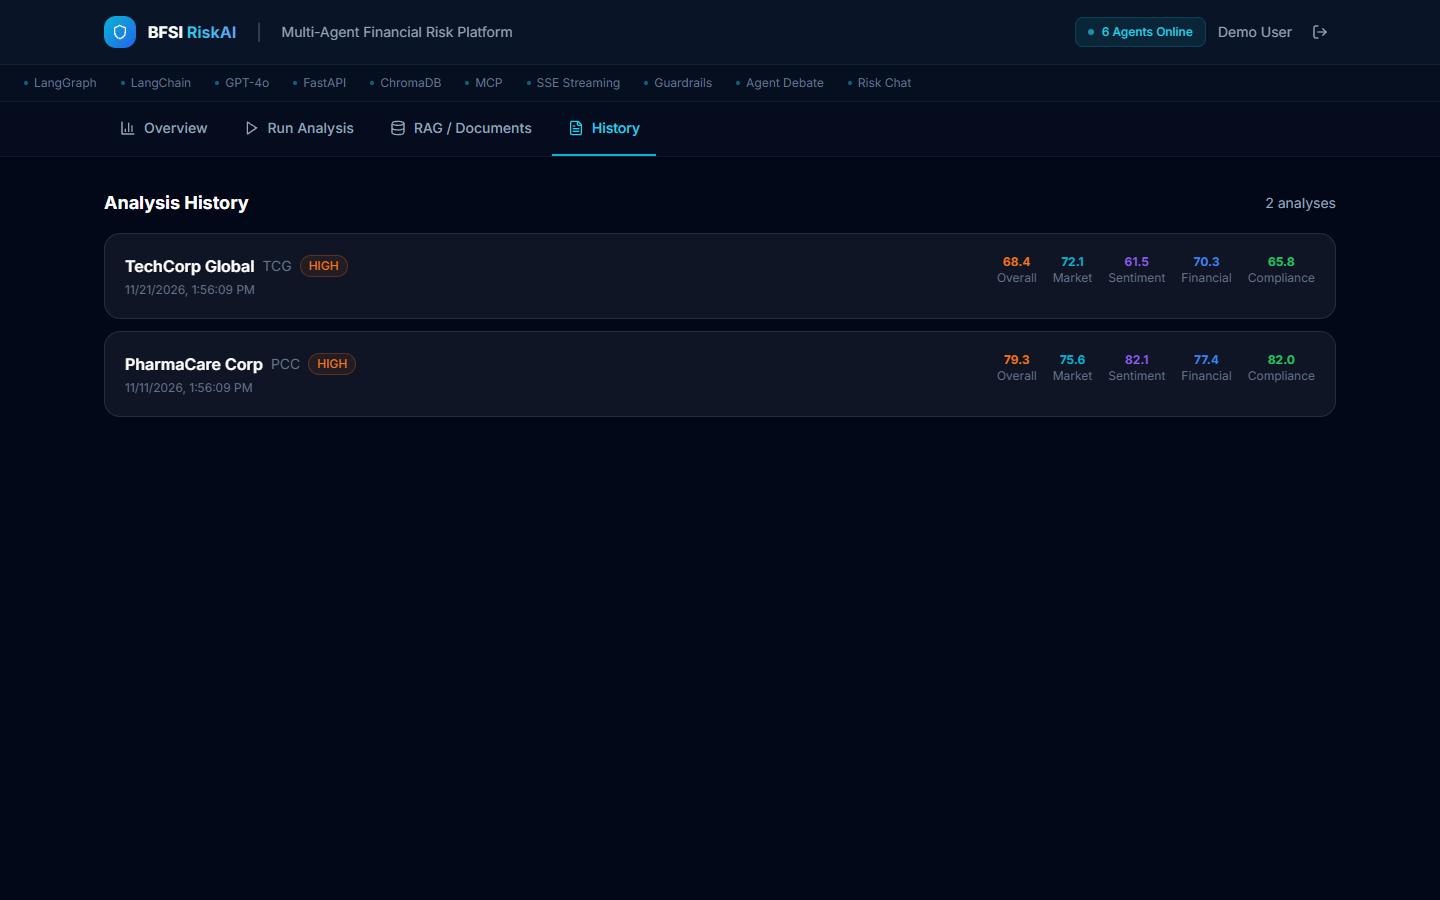 BFSI RiskAI
Multi-Agent Financial Risk Platform
6 Agents Online
Demo User
LangGraph
LangChain
GPT-4o
FastAPI
ChromaDB
MCP
SSE Streaming
Guardrails
Agent Debate
Risk Chat
Overview
Run Analysis
RAG / Documents
History
Analysis History
2 analyses
TechCorp Global TCG HIGH
11/21/2026, 1:56:09 PM
68.4 72.1 61.5 70.3 65.8
Overall Market Sentiment Financial Compliance
PharmaCare Corp PCC HIGH
11/11/2026, 1:56:09 PM
79.3 75.6 82.1 77.4 82.0
Overall Market Sentiment Financial Compliance